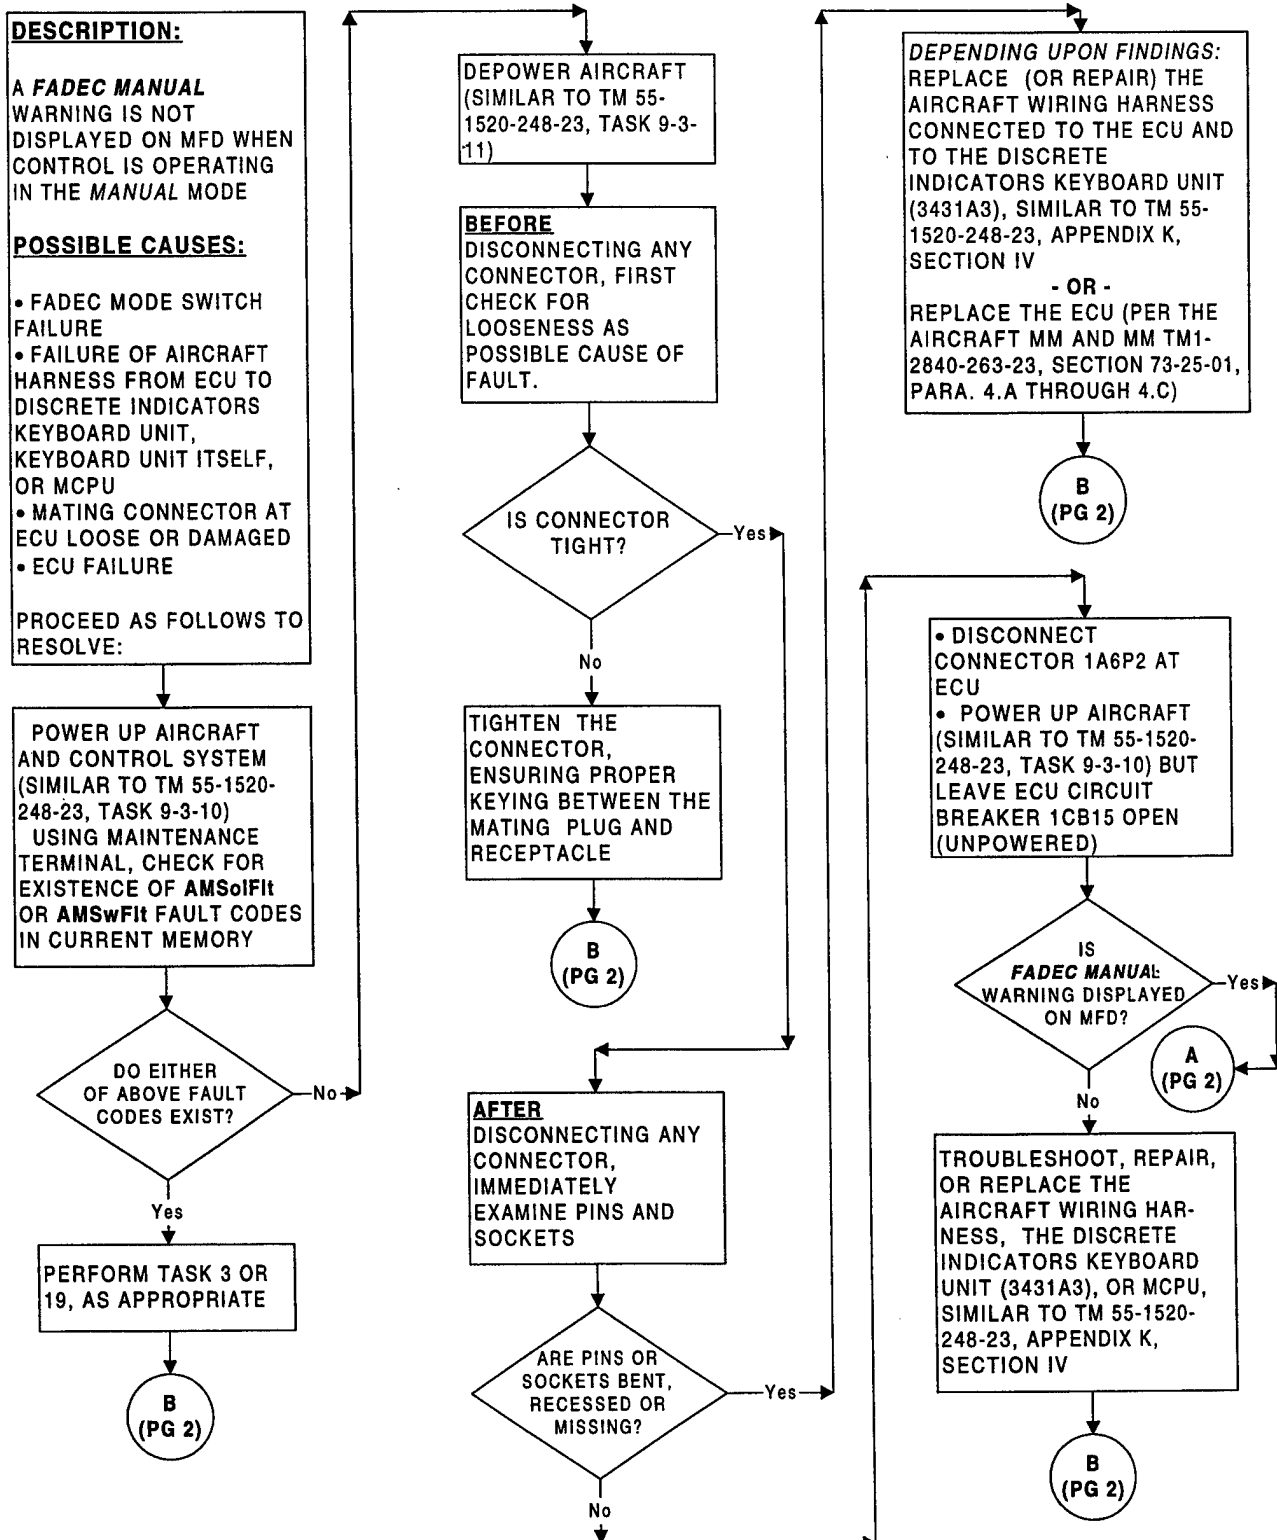 DESCRIPTION:
A FADEC MANUAL
WARNING IS NOT
DISPLAYED ON MFD WHEN
CONTROL IS OPERATING
IN THE MANUAL MODE
POSSIBLE CAUSES:
• FADEC MODE SWITCH
FAILURE
• FAILURE OF AIRCRAFT
HARNESS FROM ECU TO
DISCRETE INDICATORS
KEYBOARD UNIT,
KEYBOARD UNIT ITSELF,
OR MCPU
• MATING CONNECTOR AT
ECU LOOSE OR DAMAGED
• ECU FAILURE
PROCEED AS FOLLOWS TO
RESOLVE:
POWER UP AIRCRAFT
AND CONTROL SYSTEM
(SIMILAR TO TM 55-1520-
248-23, TASK 9-3-10)
USING MAINTENANCE
TERMINAL, CHECK FOR
EXISTENCE OF AMSolFlt
OR AMSwFlt FAULT CODES
IN CURRENT MEMORY
DO EITHER
OF ABOVE FAULT
CODES EXIST?
No
Yes
PERFORM TASK 3 OR
19, AS APPROPRIATE
B
(PG 2)
DEPOWER AIRCRAFT
(SIMILAR TO TM 55-
1520-248-23, TASK 9-3-
11)
BEFORE
DISCONNECTING ANY
CONNECTOR, FIRST
CHECK FOR
LOOSENESS AS
POSSIBLE CAUSE OF
FAULT.
IS CONNECTOR
TIGHT?
Yes
No
TIGHTEN THE
CONNECTOR,
ENSURING PROPER
KEYING BETWEEN THE
MATING PLUG AND
RECEPTACLE
B
(PG 2)
AFTER
DISCONNECTING ANY
CONNECTOR,
IMMEDIATELY
EXAMINE PINS AND
SOCKETS
ARE PINS OR
SOCKETS BENT,
RECESSED OR
MISSING?
Yes
No
DEPENDING UPON FINDINGS:
REPLACE (OR REPAIR) THE
AIRCRAFT WIRING HARNESS
CONNECTED TO THE ECU AND
TO THE DISCRETE
INDICATORS KEYBOARD UNIT
(3431A3), SIMILAR TO TM 55-
1520-248-23, APPENDIX K,
SECTION IV
- OR -
REPLACE THE ECU (PER THE
AIRCRAFT MM AND MM TM1-
2840-263-23, SECTION 73-25-01,
PARA. 4.A THROUGH 4.C)
B
(PG 2)
• DISCONNECT
CONNECTOR 1A6P2 AT
ECU
• POWER UP AIRCRAFT
(SIMILAR TO TM 55-1520-
248-23, TASK 9-3-10) BUT
LEAVE ECU CIRCUIT
BREAKER 1CB15 OPEN
(UNPOWERED)
IS
FADEC MANUAL
WARNING DISPLAYED
ON MFD?
Yes
A
(PG 2)
No
TROUBLESHOOT, REPAIR,
OR REPLACE THE
AIRCRAFT WIRING HAR-
NESS, THE DISCRETE
INDICATORS KEYBOARD
UNIT (3431A3), OR MCPU,
SIMILAR TO TM 55-1520-
248-23, APPENDIX K,
SECTION IV
B
(PG 2)